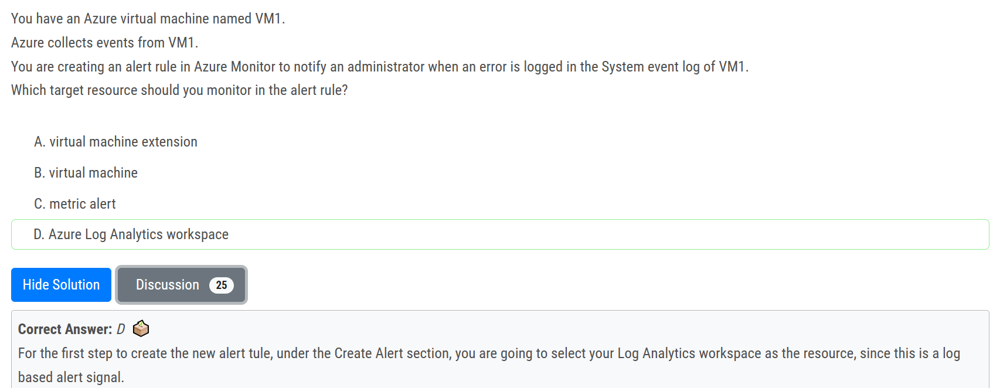 You have an Azure virtual machine named VM1.
Azure collects events from VM1.
You are creating an alert rule in Azure Monitor to notify an administrator when an error is logged in the System event log of VM1.
Which target resource should you monitor in the alert rule?
A. virtual machine extension
B. virtual machine
C. metric alert
D. Azure Log Analytics workspace
Hide Solution Discussion 25
Correct Answer: D
For the first step to create the new alert tule, under the Create Alert section, you are going to select your Log Analytics workspace as the resource, since this is a log
based alert signal.